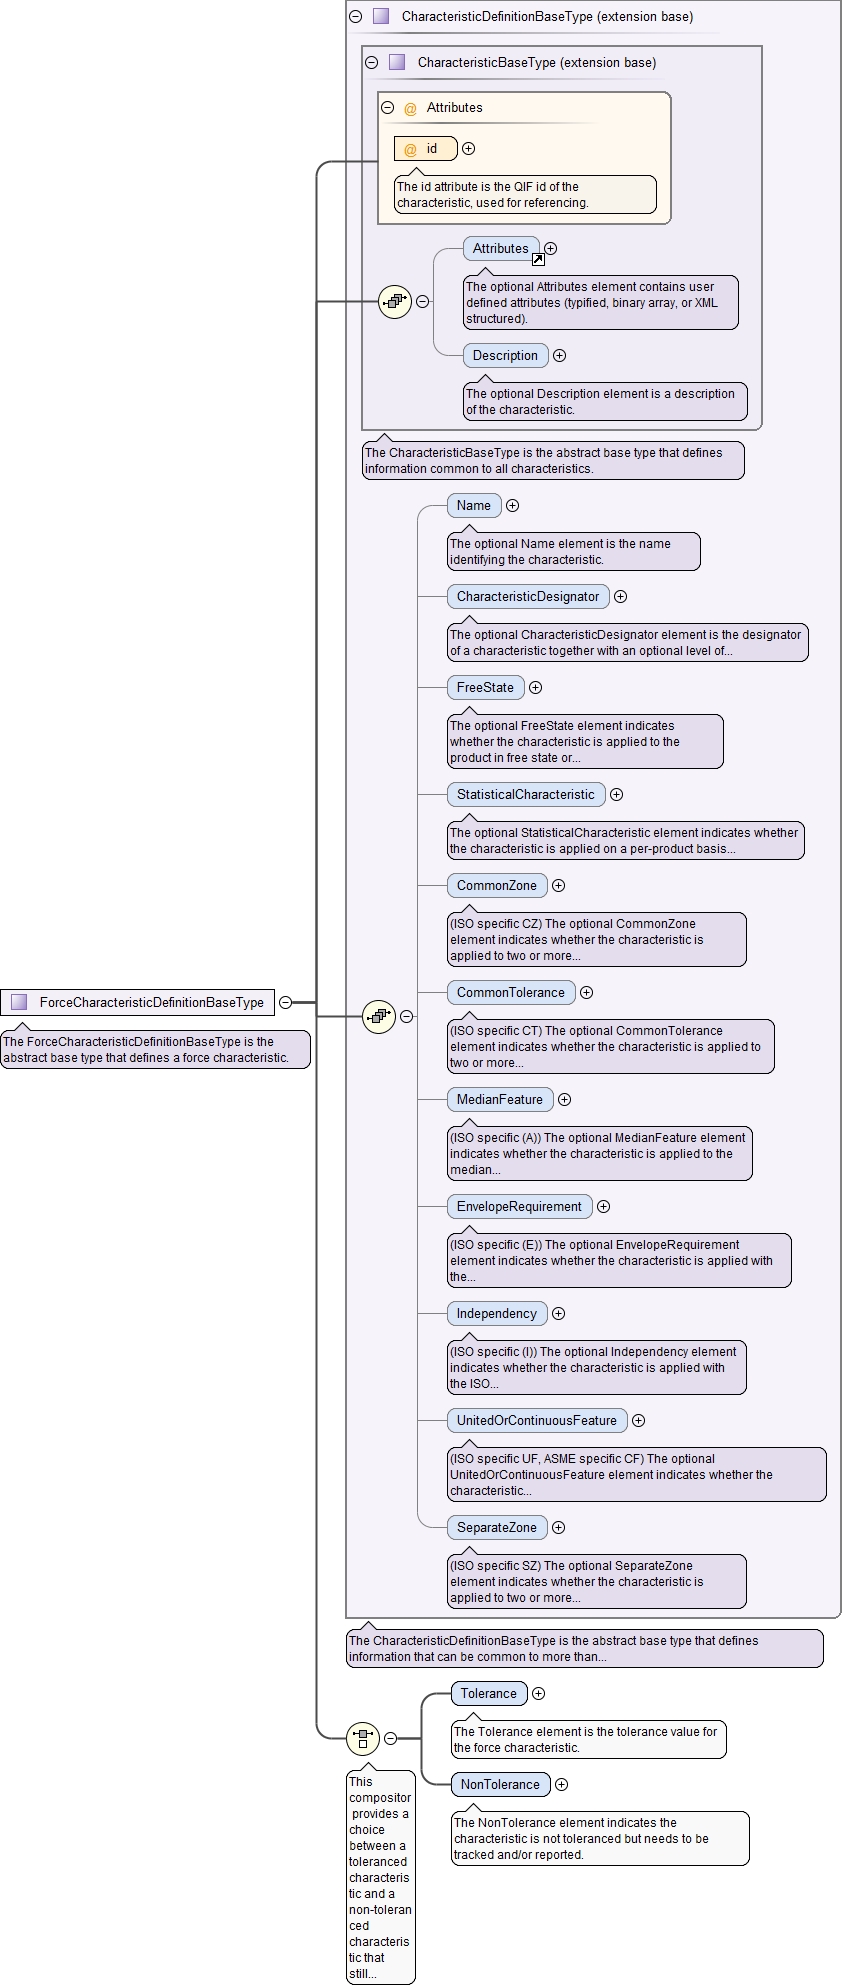 CharacteristicDefinitionBaseType (extension base)
CharacteristicBaseType (extension base)
@ Attributes
@ id
The id attribute is the QIF id of the
characteristic, used for referencing.
Attributes
The optional Attributes element contains user
defined attributes (typified, binary array, or XML
structured).
Description
The optional Description element is a description
of the characteristic.
The CharacteristicBaseType is the abstract base type that defines
information common to all characteristics.
Name
The optional Name element is the name
identifying the characteristic.
CharacteristicDesignator
The optional CharacteristicDesignator element is the designator
of a characteristic together with an optional level of...
FreeState
The optional FreeState element indicates
whether the characteristic is applied to the
product in free state or...
StatisticalCharacteristic
The optional StatisticalCharacteristic element indicates whether
the characteristic is applied on a per-product basis...
CommonZone
(ISO specific CZ) The optional CommonZone
element indicates whether the characteristic is
applied to two or more...
CommonTolerance
(ISO specific CT) The optional CommonTolerance
element indicates whether the characteristic is applied to
two or more...
MedianFeature
(ISO specific (A)) The optional MedianFeature element
indicates whether the characteristic is applied to the
median...
EnvelopeRequirement
(ISO specific (E)) The optional EnvelopeRequirement
element indicates whether the characteristic is applied with
the...
Independency
(ISO specific (I)) The optional Independency element
indicates whether the characteristic is applied with
the ISO...
UnitedOrContinuousFeature
(ISO specific UF, ASME specific CF) The optional
UnitedOrContinuousFeature element indicates whether the
characteristic...
SeparateZone
(ISO specific SZ) The optional SeparateZone
element indicates whether the characteristic is
applied to two or more...
The CharacteristicDefinitionBaseType is the abstract base type that defines
information that can be common to more than...
ForceCharacteristicDefinitionBaseType
The ForceCharacteristicDefinitionBaseType is the
abstract base type that defines a force characteristic.
Tolerance
The Tolerance element is the tolerance value for
the force characteristic.
NonTolerance
The NonTolerance element indicates the
characteristic is not toleranced but needs to be
tracked and/or reported.
This
compositor
provides a
choice
between a
toleranced
characteris
tic and a
non-toleran
ced
characteris
tic that
still...